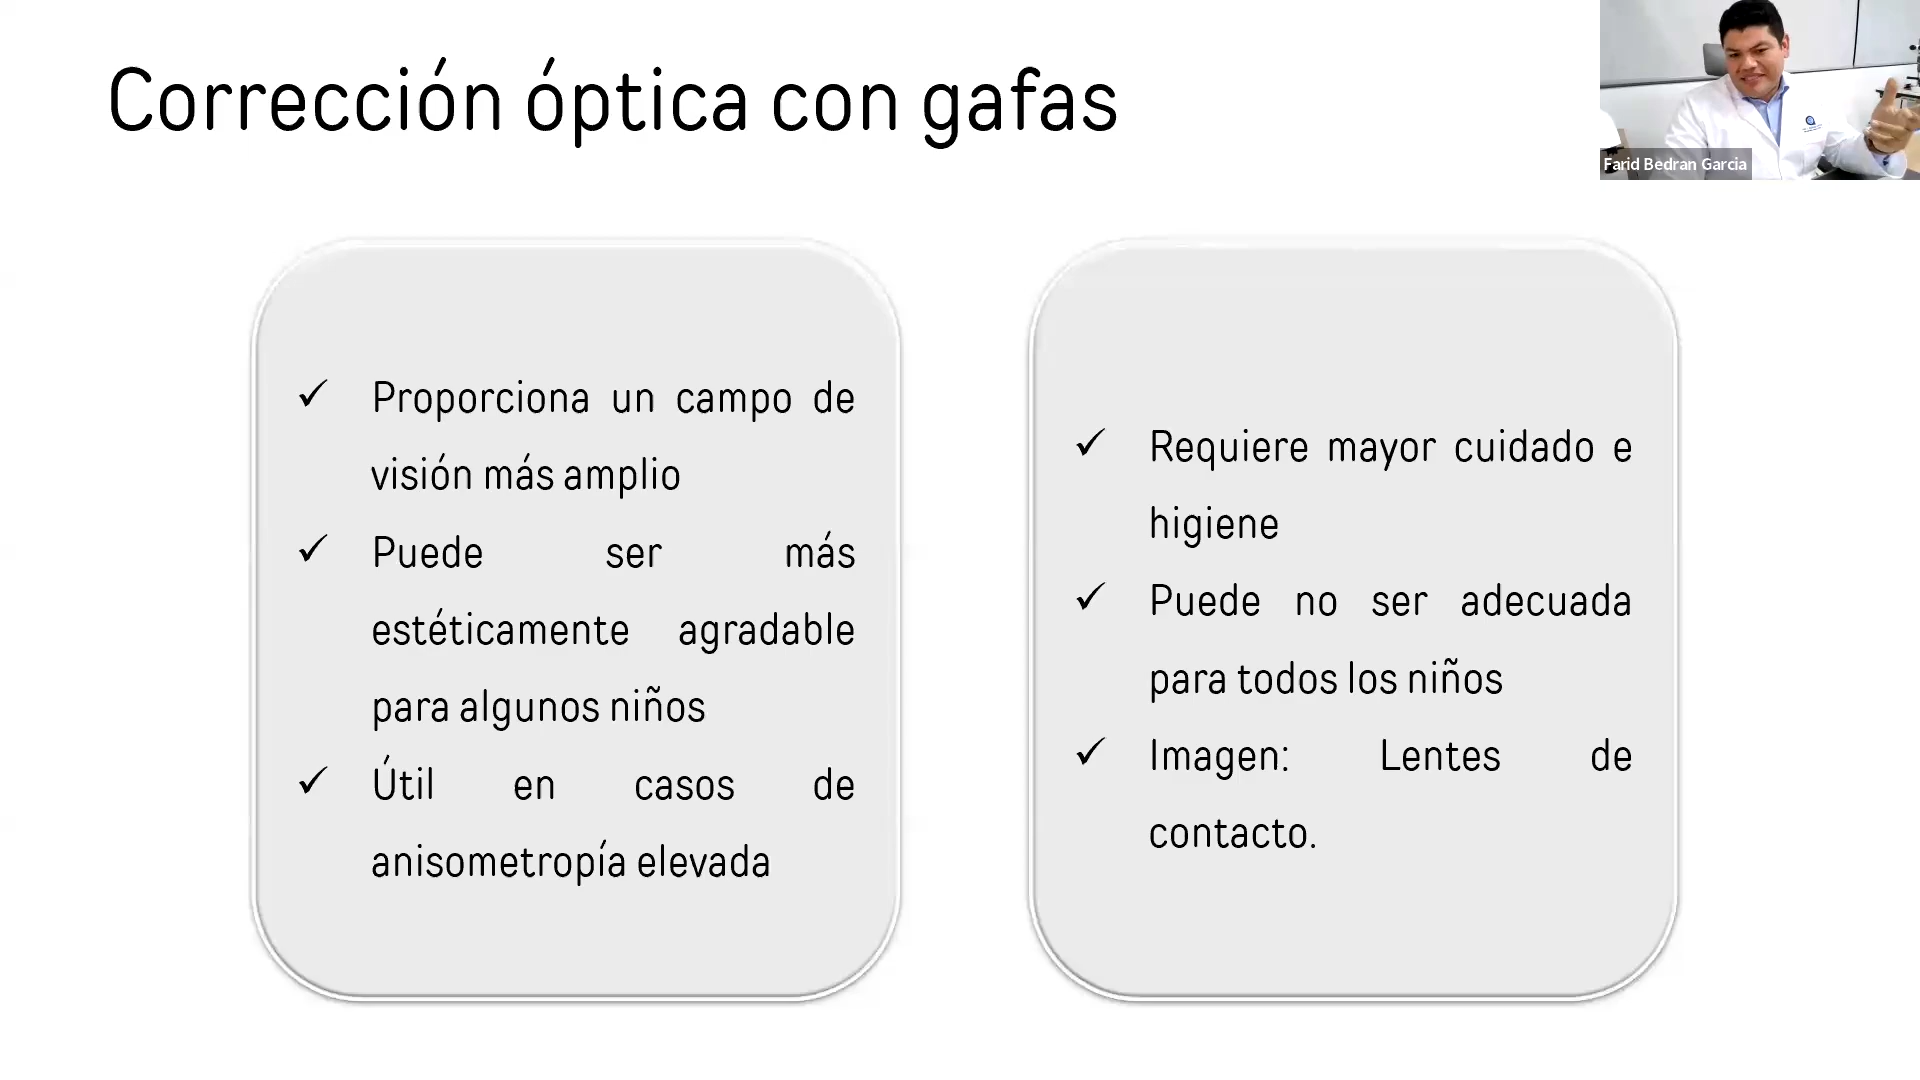 Corrección óptica con gafas
Farid Bedran Garcia
Proporciona un campo de
visión más amplio
Puede ser más
estéticamente agradable
para algunos niños
Útil en casos de
anisometropía elevada
Requiere mayor cuidado e
higiene
Puede no ser adecuada
para todos los niños
Imagen: Lentes de
contacto.